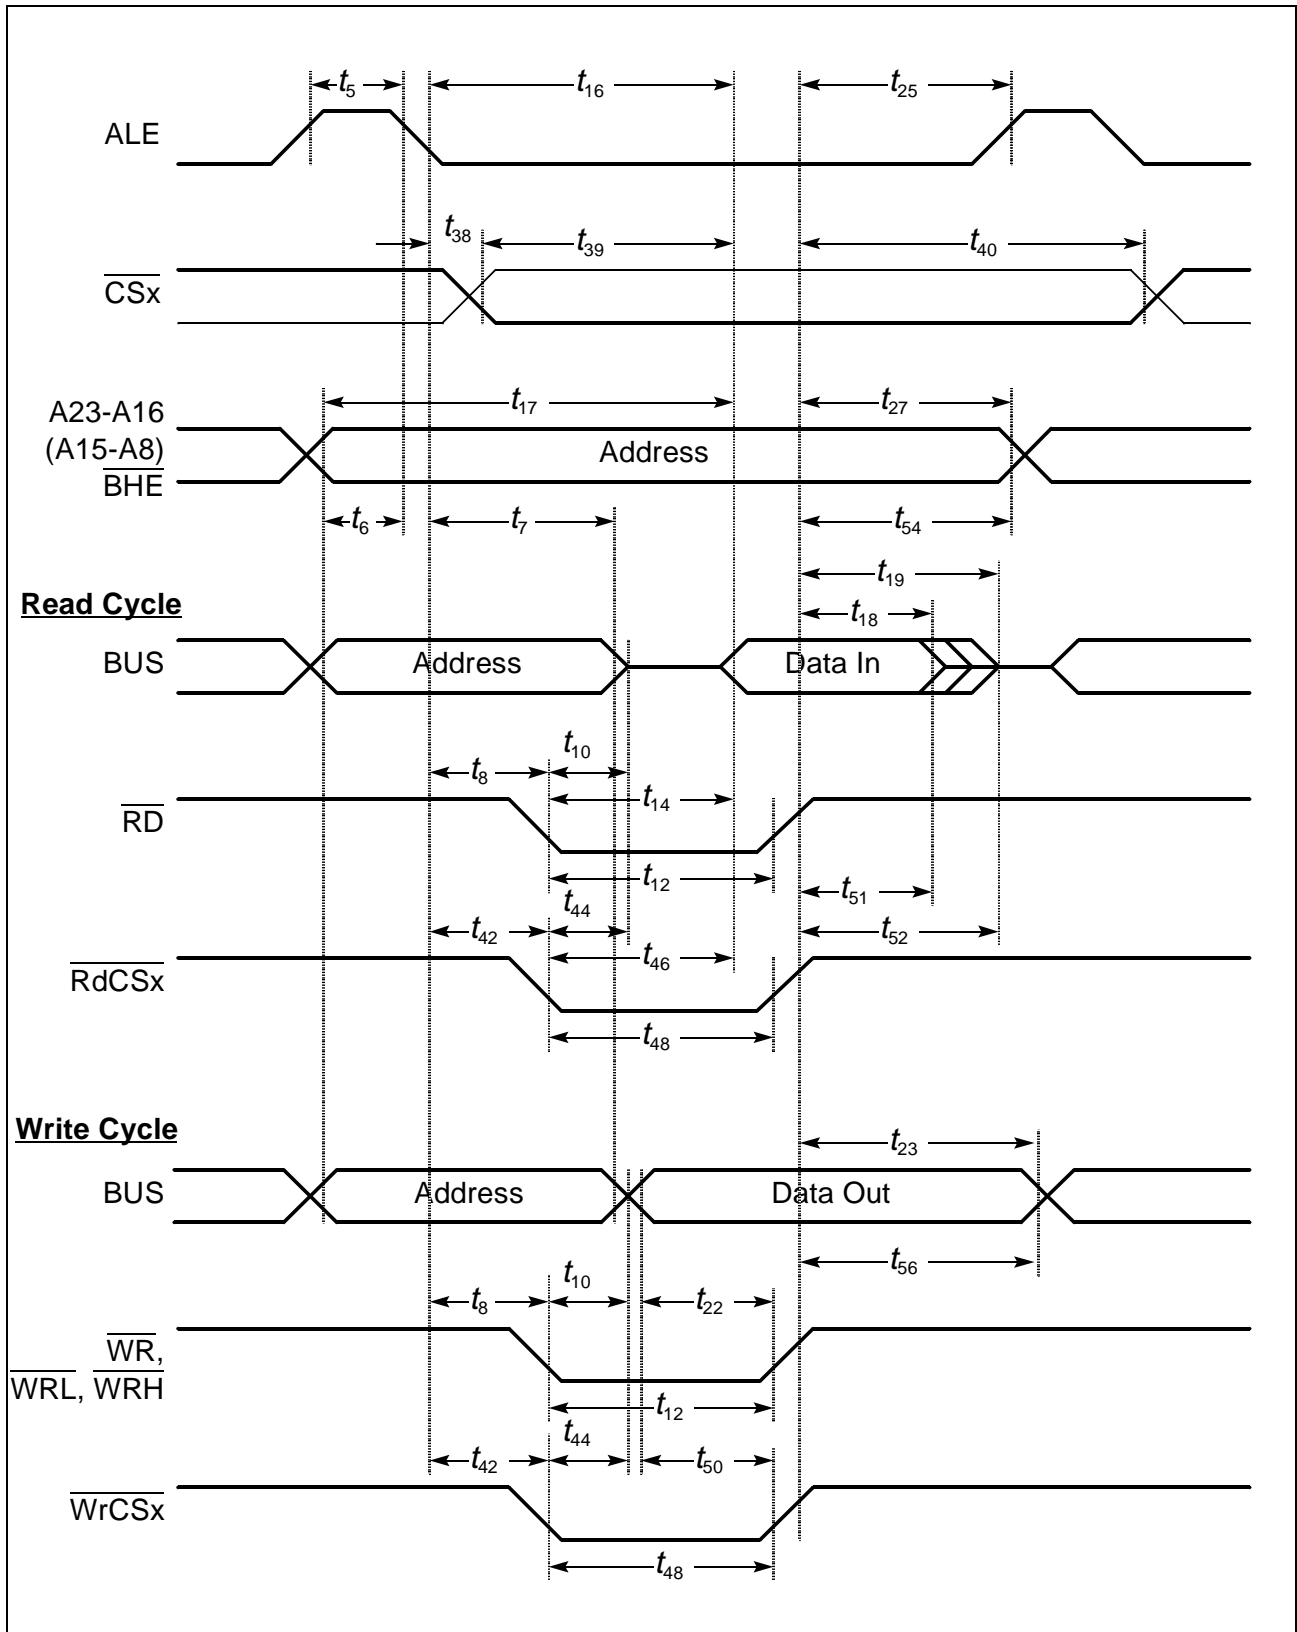 t5 t16 t25
ALE
t38 t39 t40
CSx
t17 t27
A23-A16
(A15-A8)
BHE
Address
t6 t7 t54
t19
Read Cycle
t18
BUS Address Data In
t10
t8
t14
RD
t12
t51
t44
t42 t52
t46
RdCSx
t48
Write Cycle
t23
BUS Address Data Out
t56
t10
t8 t22
WR,
WRL, WRH
t12
t44
t42 t50
WrCSx
t48